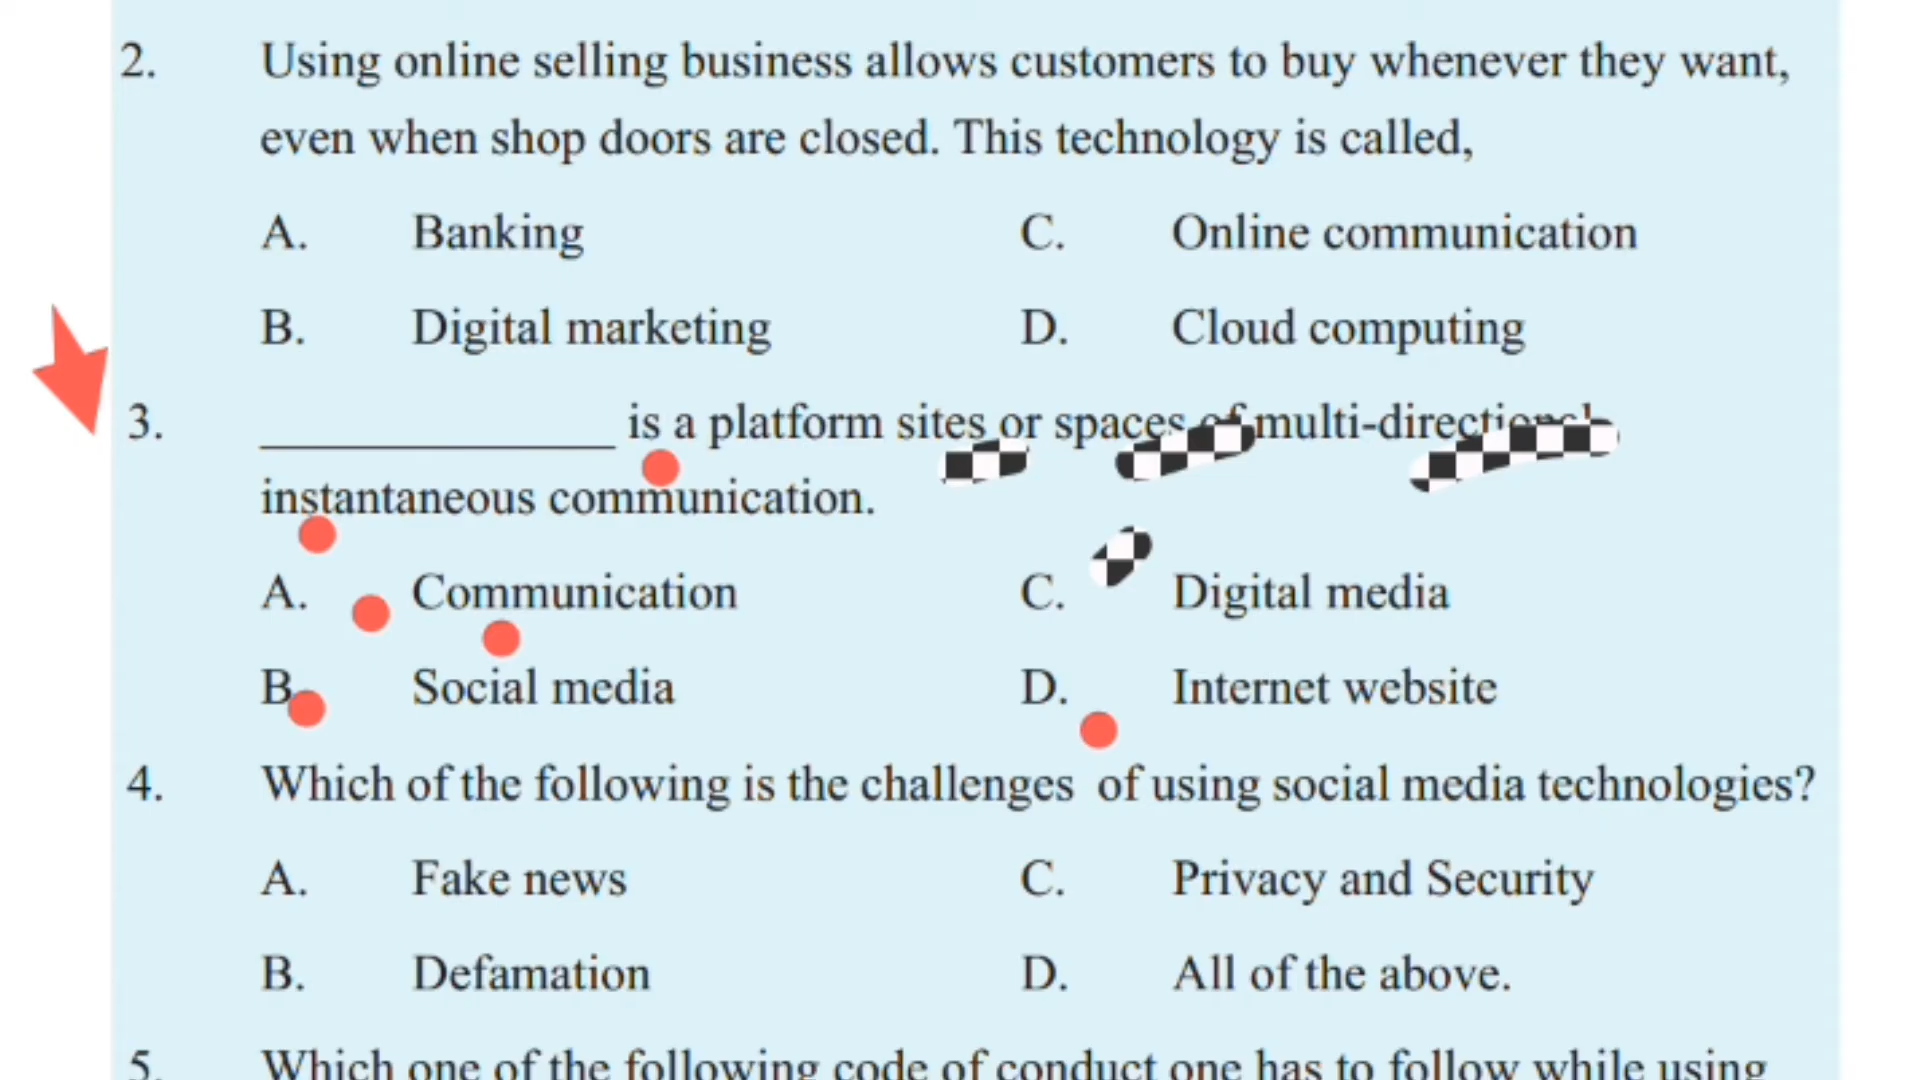 2. Using online selling business allows customers to buy whenever they want,
even when shop doors are closed. This technology is called,
A. Banking C. Online communication
B. Digital marketing D. Cloud computing
3. ______________ is a platform sites or spaces of multi-directional
instantaneous communication.
A. Communication C. Digital media
B. Social media D. Internet website
4. Which of the following is the challenges of using social media technologies?
A. Fake news C. Privacy and Security
B. Defamation D. All of the above.
5. Which one of the following code of conduct one has to follow while using